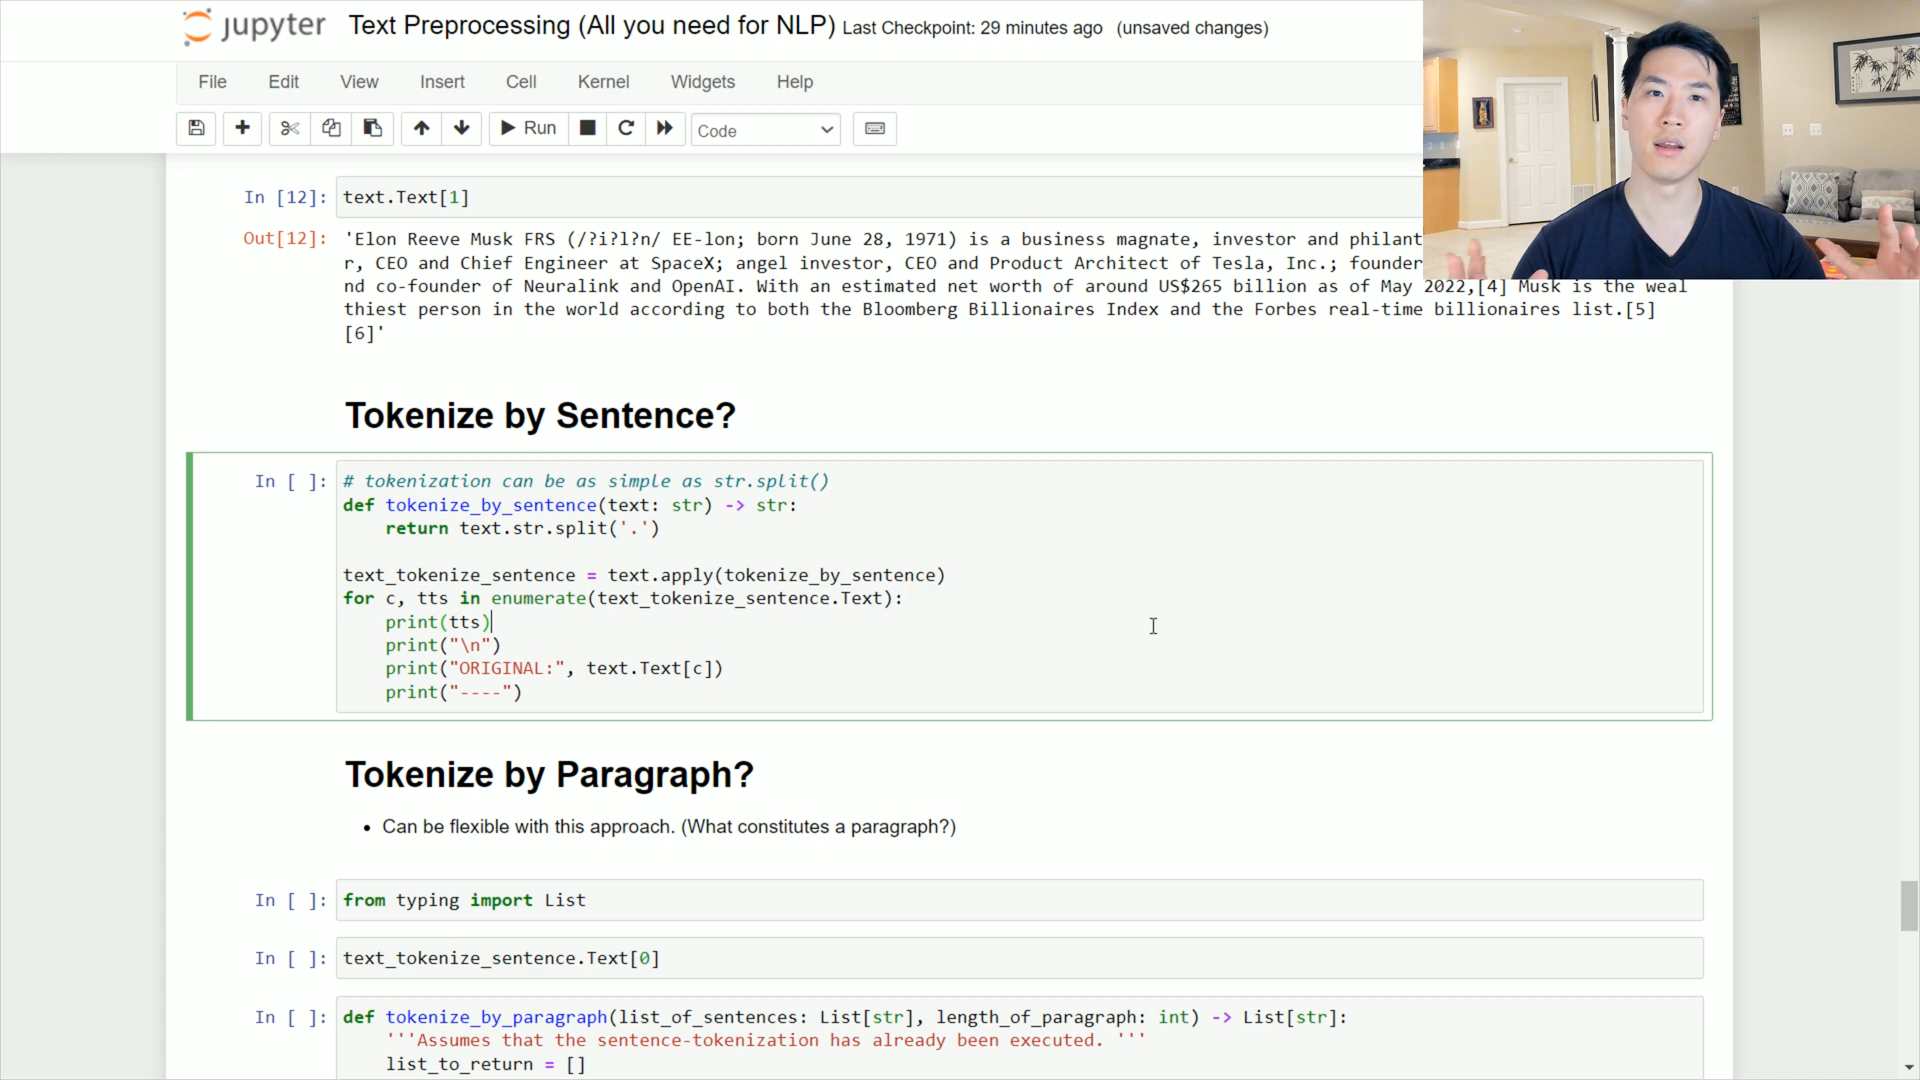 jupyter Text Preprocessing (All you need for NLP) Last Checkpoint: 29 minutes ago (unsaved changes)
File Edit View Insert Cell Kernel Widgets Help
Run Code
In [12]: text.Text[1]
Out[12]: 'Elon Reeve Musk FRS (/?i?l?n/ EE-lon; born June 28, 1971) is a business magnate, investor and philant
r, CEO and Chief Engineer at SpaceX; angel investor, CEO and Product Architect of Tesla, Inc.; founder
nd co-founder of Neuralink and OpenAI. With an estimated net worth of around US$265 billion as of May 2022,[4] Musk is the weal
thiest person in the world according to both the Bloomberg Billionaires Index and the Forbes real-time billionaires list.[5]
[6]'
Tokenize by Sentence?
In [ ]: # tokenization can be as simple as str.split()
def tokenize_by_sentence(text: str) -> str:
    return text.str.split('.')
text_tokenize_sentence = text.apply(tokenize_by_sentence)
for c, tts in enumerate(text_tokenize_sentence.Text):
    print(tts)
    print("\n")
    print("ORIGINAL:", text.Text[c])
    print("----")
Tokenize by Paragraph?
• Can be flexible with this approach. (What constitutes a paragraph?)
In [ ]: from typing import List
In [ ]: text_tokenize_sentence.Text[0]
In [ ]: def tokenize_by_paragraph(list_of_sentences: List[str], length_of_paragraph: int) -> List[str]:
    '''Assumes that the sentence-tokenization has already been executed. '''
    list_to_return = []